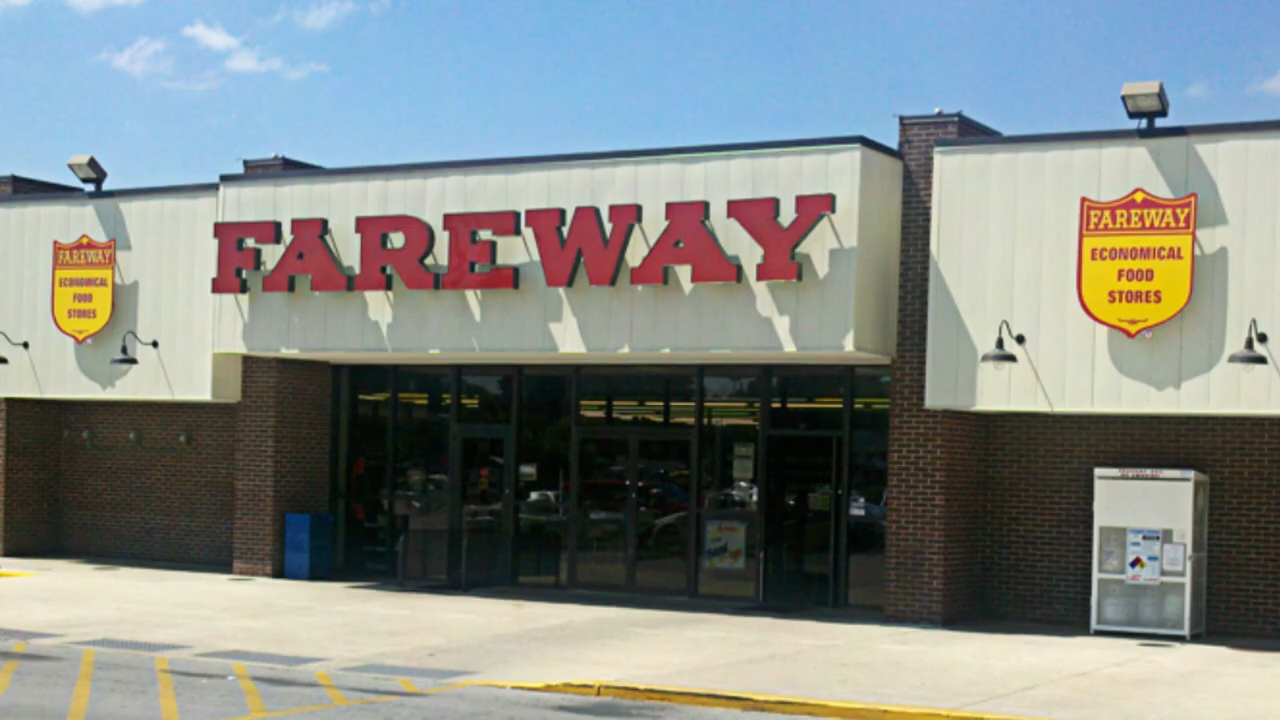 FAREWAY
ECONOMICAL
FOOD
STORES
FAREWAY
FAREWAY
ECONOMICAL
FOOD
STORES